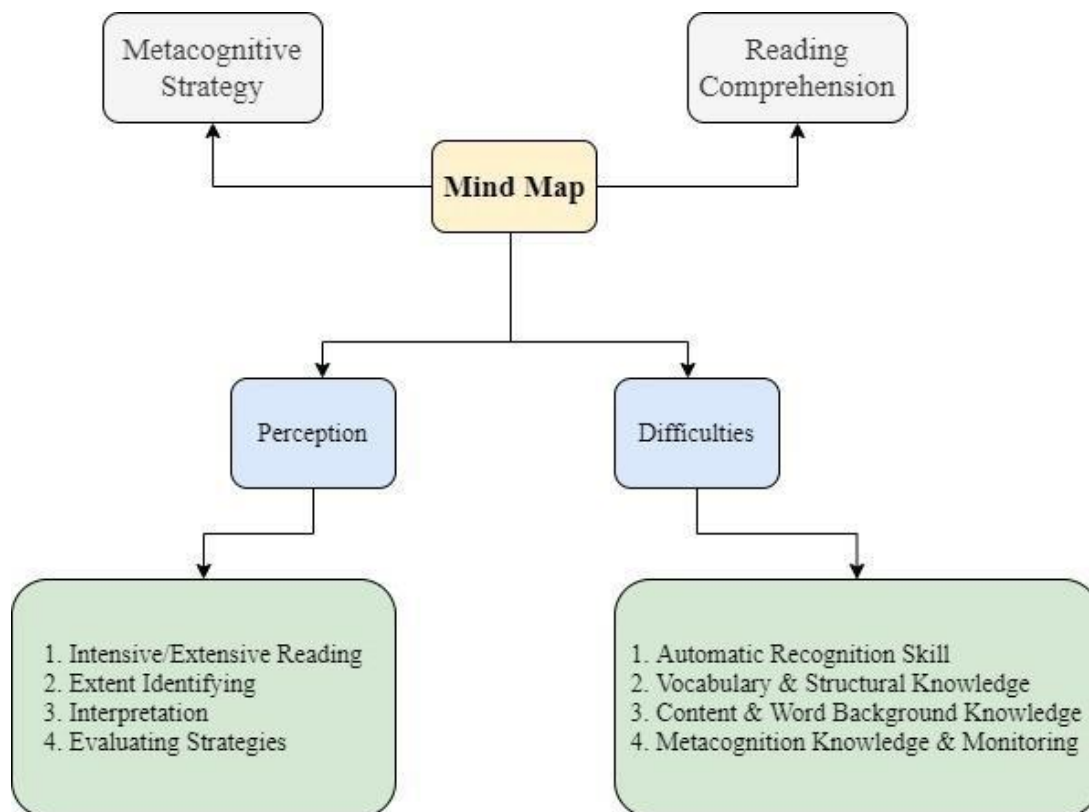 Metacognitive
Strategy
Reading
Comprehension
Mind Map
Perception
Difficulties
1. Intensive/Extensive Reading
2. Extent Identifying
3. Interpretation
4. Evaluating Strategies
1. Automatic Recognition Skill
2. Vocabulary & Structural Knowledge
3. Content & Word Background Knowledge
4. Metacognition Knowledge & Monitoring